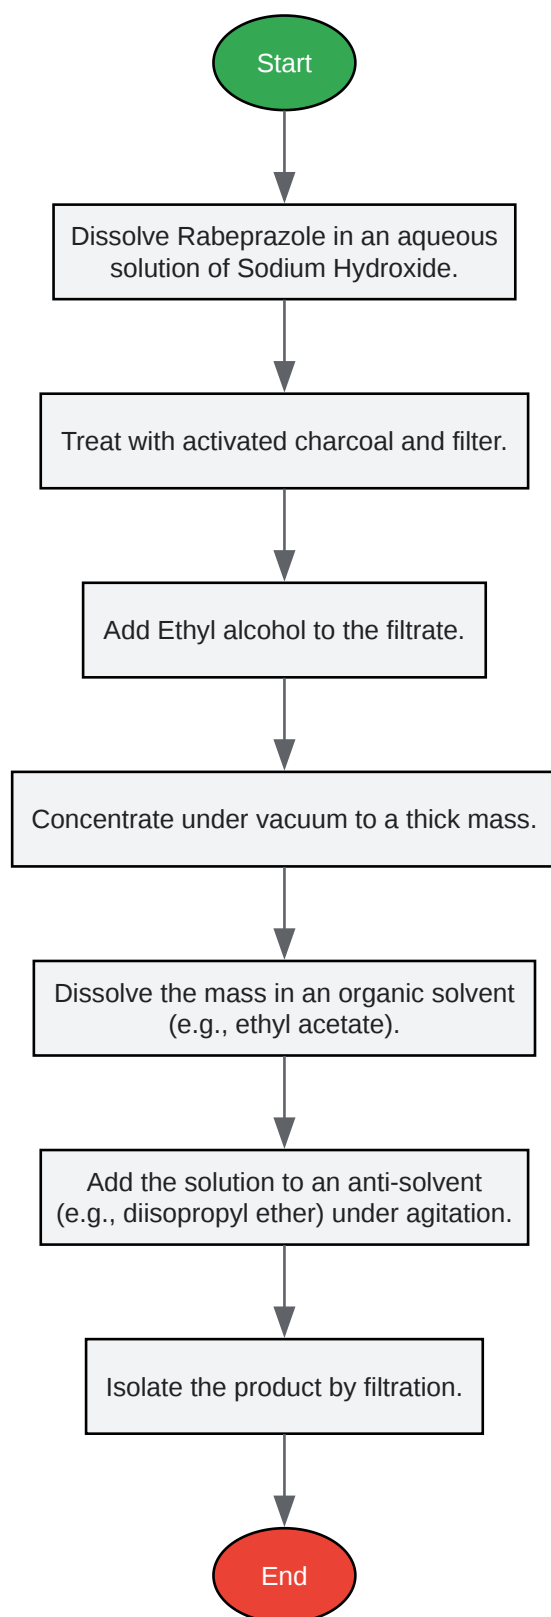 Start
Dissolve Rabeprazole in an aqueous
solution of Sodium Hydroxide.
Treat with activated charcoal and filter.
Add Ethyl alcohol to the filtrate.
Concentrate under vacuum to a thick mass.
Dissolve the mass in an organic solvent
(e.g., ethyl acetate).
Add the solution to an anti-solvent
(e.g., diisopropyl ether) under agitation.
Isolate the product by filtration.
End